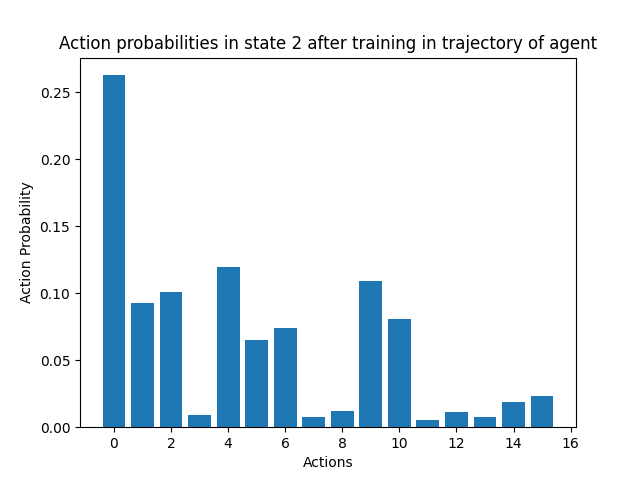 Action probabilities in state 2 after training in trajectory of agent
0.25
0.20
0.15
0.10
0.05
0.00
Action Probability
0 2 4 6 8 10 12 14 16
Actions